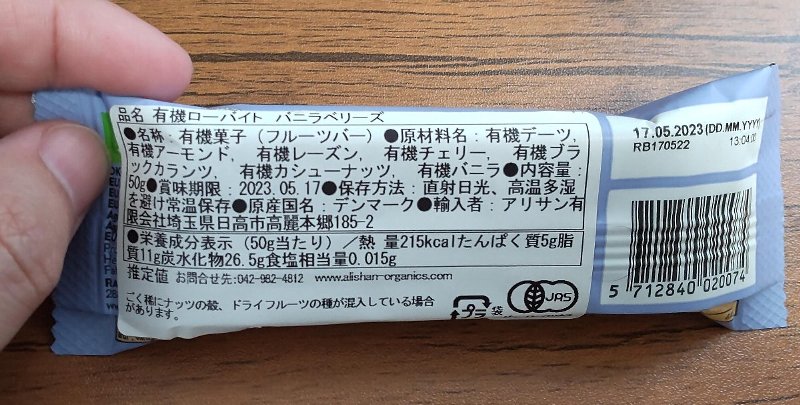 品名 有機ローバイト バニラベリーズ
●名称：有機菓子（フルーツバー）●原材料名：有機デーツ,
有機アーモンド, 有機レーズン, 有機チェリー, 有機ブラ
ックカランツ, 有機カシューナッツ, 有機バニラ●内容量：
50g●賞味期限：2023.05.17●保存方法：直射日光、高温多湿
を避け常温保存●原産国名：デンマーク●輸入者：アリサン有
限会社埼玉県日高市高麗本郷185-2
●栄養成分表示（50g当たり）／熱 量215kcalたんぱく質5g脂
質11g炭水化物26.5g食塩相当量0.015g
推定値 お問合せ先:042-982-4812 www.alishan-organics.com
ごく稀にナッツの殻、ドライフルーツの種が混入している場合
があります。
プラ 袋
JAS
17.05.2023 (DD.MM.YYYY)
RB170522 13:04:02
5 712840 020074